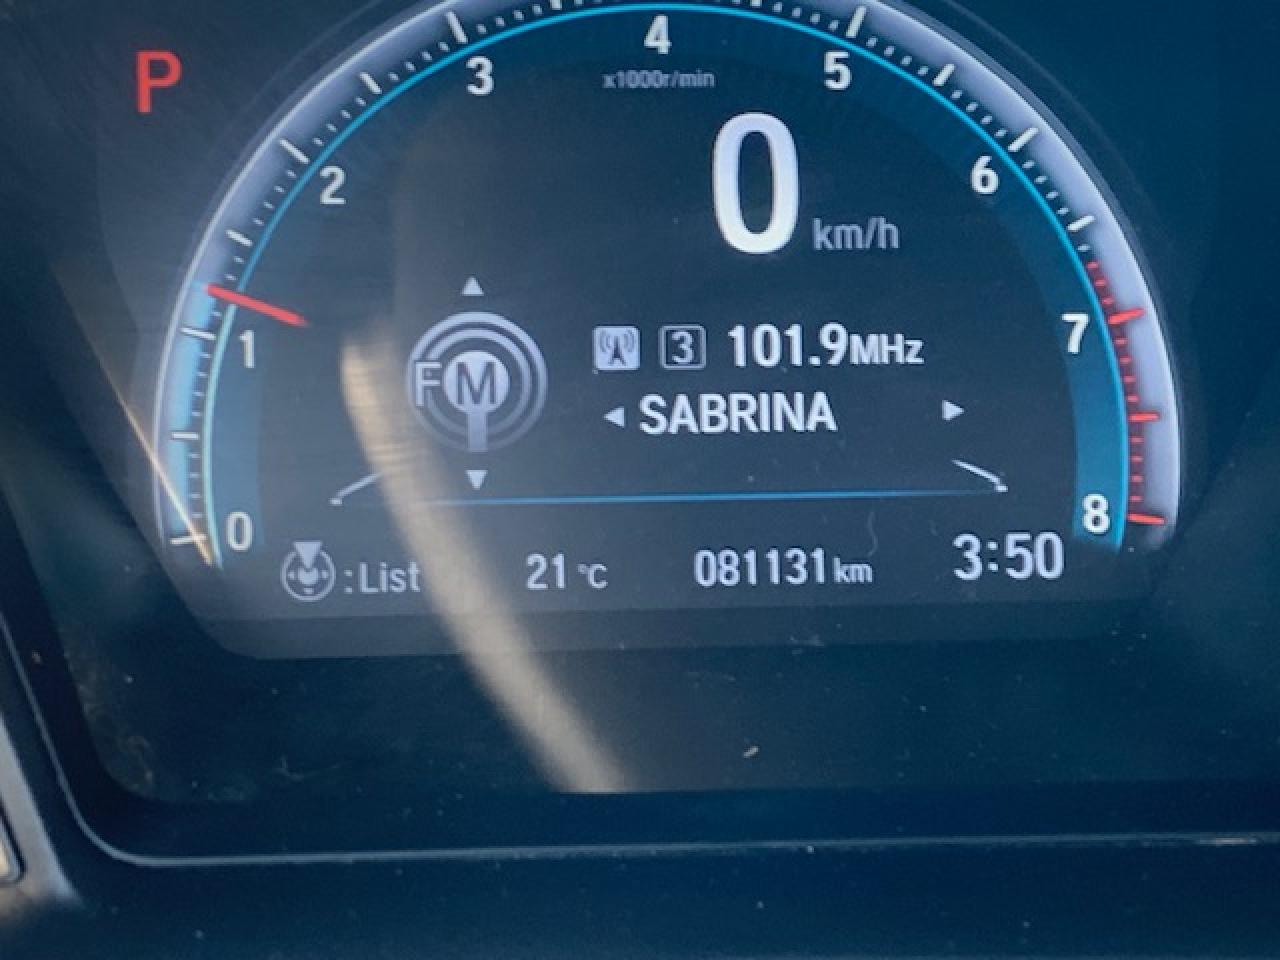 P
0 1 2 3 4 5 6 7 8
x1000r/min
0 km/h
FM
3 101.9MHz
SABRINA
:List 21 °C 081131 km 3:50